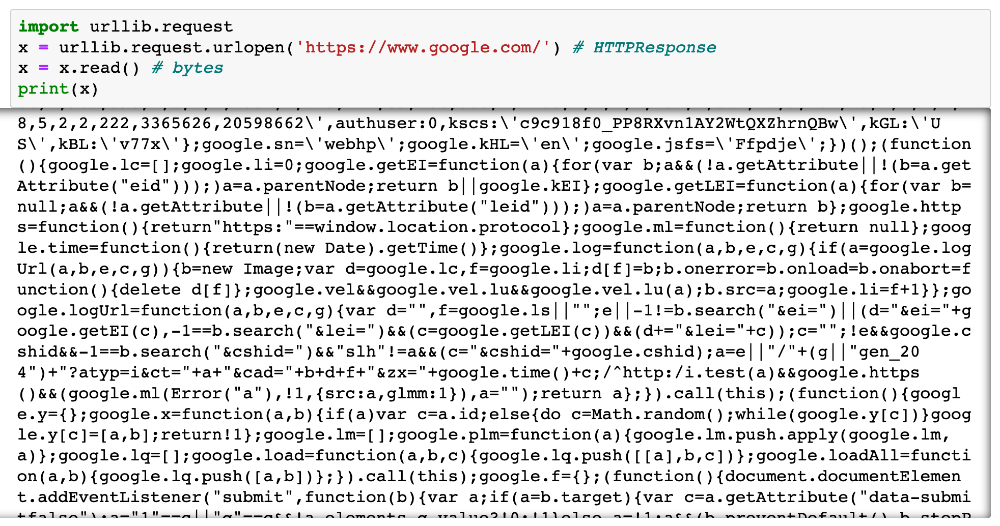 import urllib.request
x = urllib.request.urlopen('https://www.google.com/') # HTTPResponse
x = x.read() # bytes
print(x)
8,5,2,2,222,3365626,20598662\',authuser:0,kscs:\'c9c918f0_PP8RXvn1AY2WtQXZhrnQBw\',kGL:\'U
S\',kBL:\'v77x\'};google.sn=\'webhp\';google.kHL=\'en\';google.jsfs=\'Ffpdje\';})();(function
(){google.lc=[];google.li=0;google.getEI=function(a){for(var b;a&&(!a.getAttribute||!(b=a.get
Attribute("eid")));)a=a.parentNode;return b||google.kEI};google.getLEI=function(a){for(var b=
null;a&&(!a.getAttribute||!(b=a.getAttribute("leid")));)a=a.parentNode;return b};google.http
s=function(){return"https:"==window.location.protocol};google.ml=function(){return null};goog
le.time=function(){return(new Date).getTime()};google.log=function(a,b,e,c,g){if(a=google.log
Url(a,b,e,c,g)){b=new Image;var d=google.lc,f=google.li;d[f]=b;b.onerror=b.onload=b.onabort=f
unction(){delete d[f]};google.vel&&google.vel.lu&&google.vel.lu(a);b.src=a;google.li=f+1}};go
ogle.logUrl=function(a,b,e,c,g){var d="",f=google.ls||"";e||-1!=b.search("&ei=")||(d="&ei="+g
oogle.getEI(c),-1==b.search("&lei=")&&(c=google.getLEI(c))&&(d+="&lei="+c));c="";!e&&google.c
shid&&-1==b.search("&cshid=")&&"slh"!=a&&(c="&cshid="+google.cshid);a=e||"/"+(g||"gen_20
4")+"?atyp=i&ct="+a+"&cad="+b+d+f+"&zx="+google.time()+c;/^http:/i.test(a)&&google.https
()&&(google.ml(Error("a"),!1,{src:a,glmm:1}),a="");return a};}).call(this);(function(){googl
e.y={};google.x=function(a,b){if(a)var c=a.id;else{do c=Math.random();while(google.y[c])}goog
le.y[c]=[a,b];return!1};google.lm=[];google.plm=function(a){google.lm.push.apply(google.lm,
a)};google.lq=[];google.load=function(a,b,c){google.lq.push([[a],b,c])};google.loadAll=functi
on(a,b){google.lq.push([a,b])};}).call(this);google.f={};(function(){document.documentElemen
t.addEventListener("submit",function(b){var a;if(a=b.target){var c=a.getAttribute("data-submi
tfalse");a="1"==c||"q"==c&&!a.elements.q.value?!0:!1}else a=!1;a&&(b.preventDefault(),b.stopP